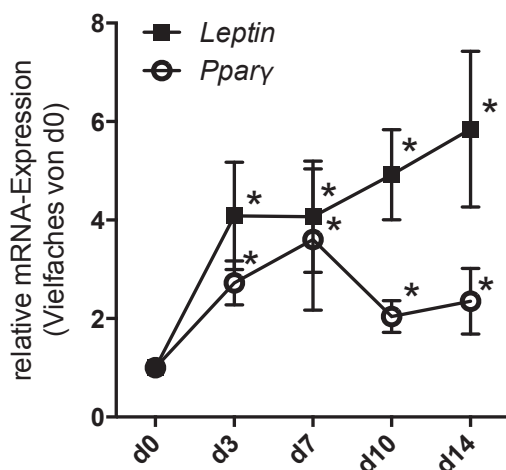 relative mRNA-Expression
(Vielfaches von d0)
8
6
4
2
0
Leptin
Pparγ
*
*
*
*
*
*
*
*
d0
d3
d7
d10
d14